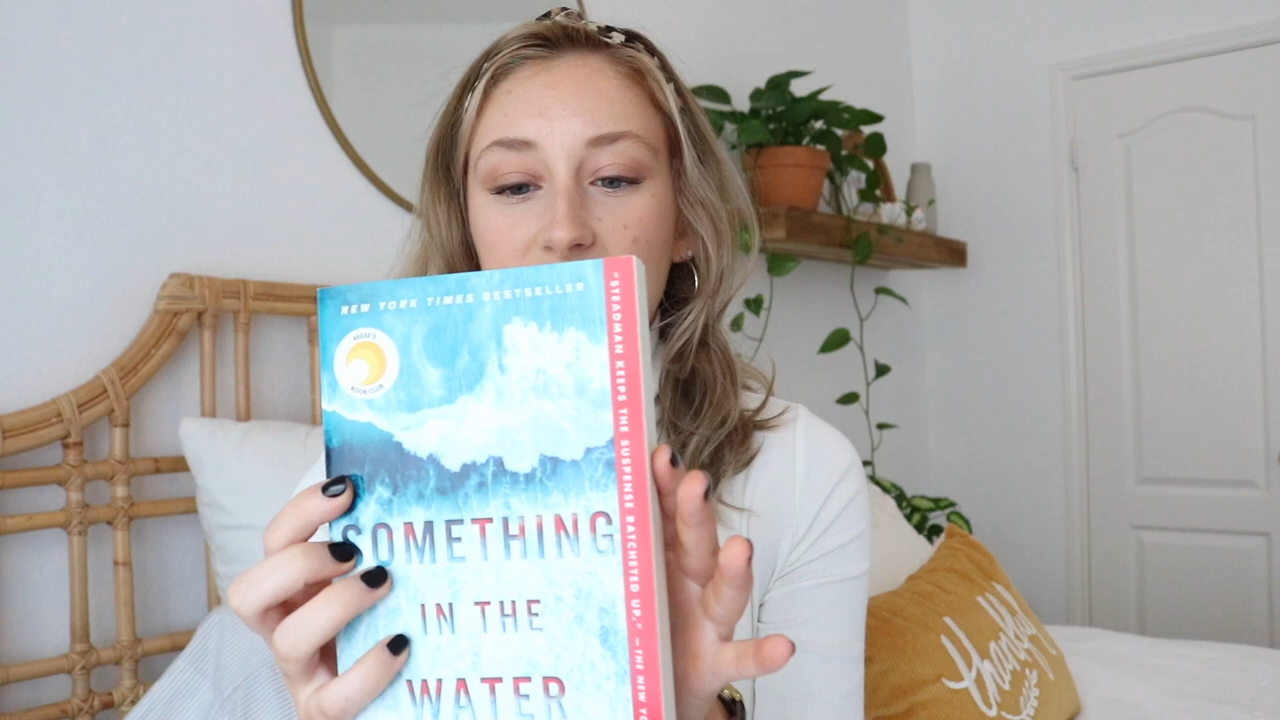 NEW YORK TIMES BESTSELLER
REESE'S
BOOK CLUB
SOMETHING
IN THE
WATER
"STEADMAN KEEPS THE SUSPENSE RATCHETED UP." —THE NEW YO
thankful